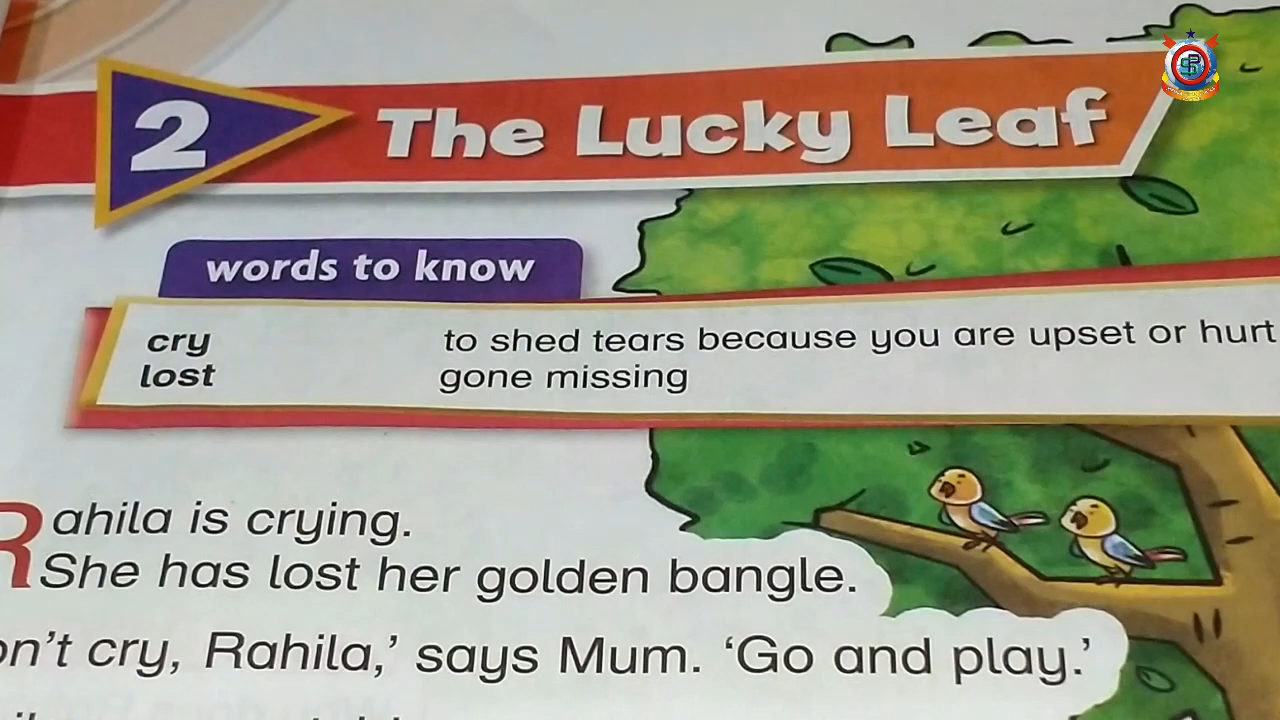 2 The Lucky Leaf
words to know
cry to shed tears because you are upset or hurt
lost gone missing
Rahila is crying.
She has lost her golden bangle.
on't cry, Rahila,’ says Mum. ‘Go and play.’